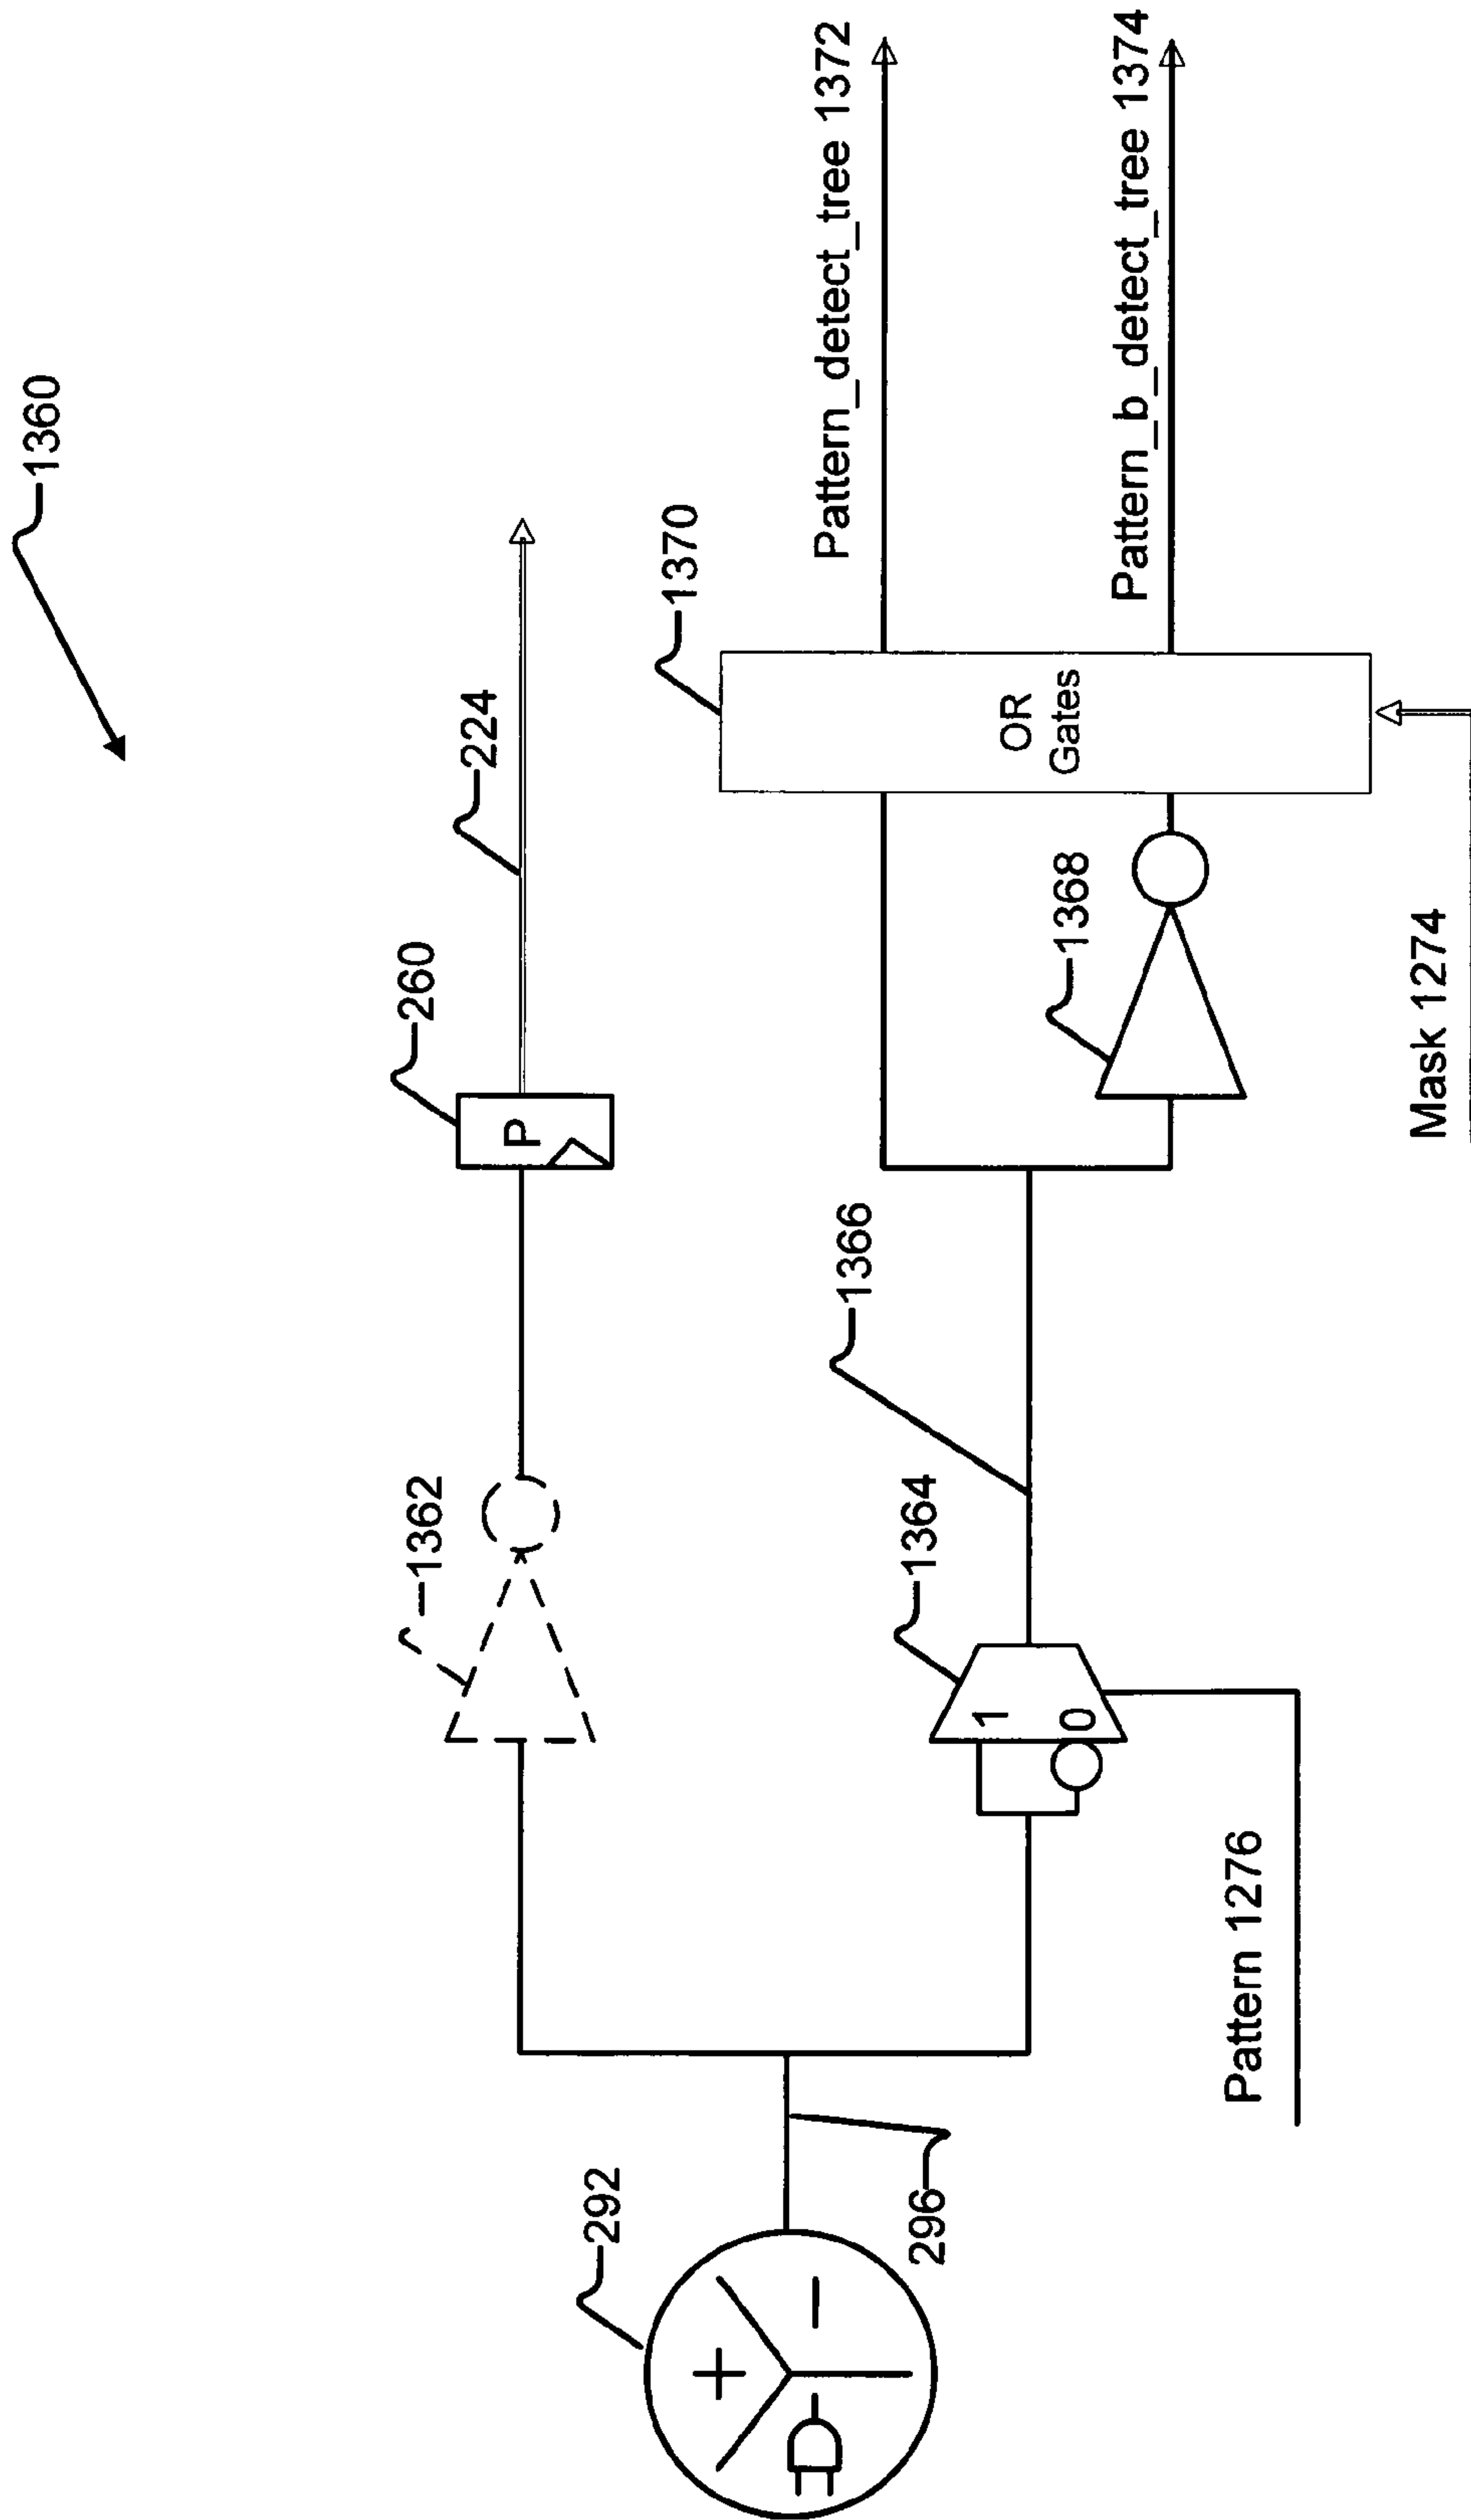 1360
224
260
1362
292
296
1370
Pattern_detect_tree 1372
Pattern_b_detect_tree 1374
OR
Gates
1368
1366
1364
P
1
0
Mask 1274
Pattern 1276